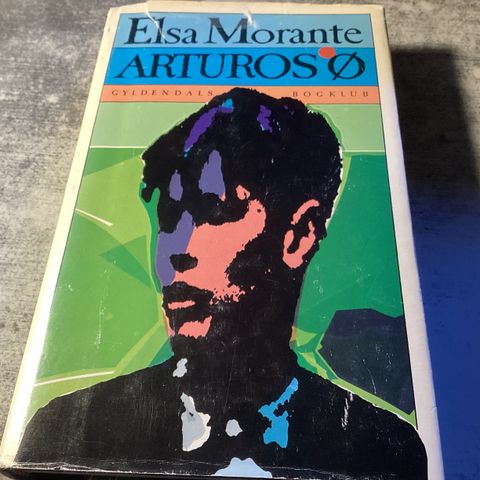 Elsa Morante
ARTUROS Ø
GYLDENDALS BOGKLUB